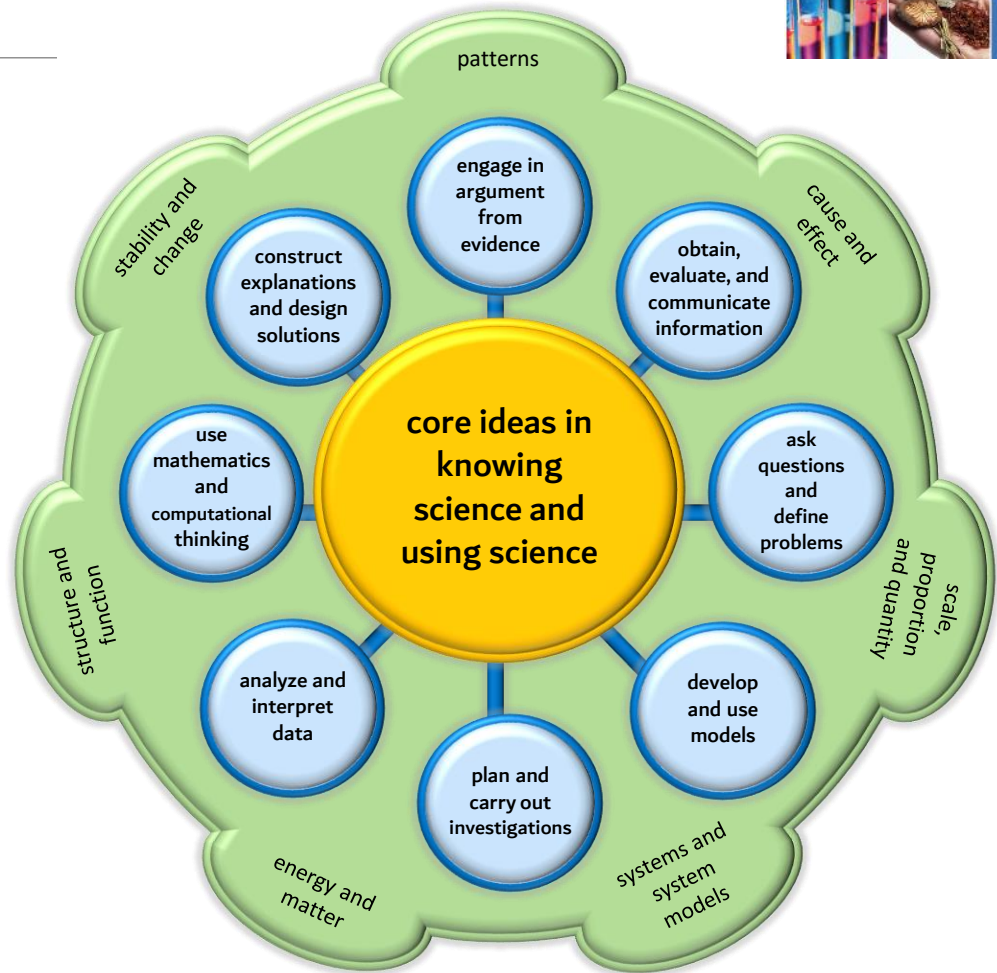 patterns
engage in
argument
from
evidence
obtain,
evaluate, and
communicate
information
cause and
effect
ask
questions
and
define
problems
scale,
proportion
and quantity
develop
and use
models
systems and
system
models
plan and
carry out
investigations
energy and
matter
analyze and
interpret
data
structure and
function
use
mathematics
and
computational
thinking
stability and
change
construct
explanations
and design
solutions
core ideas in
knowing
science and
using science